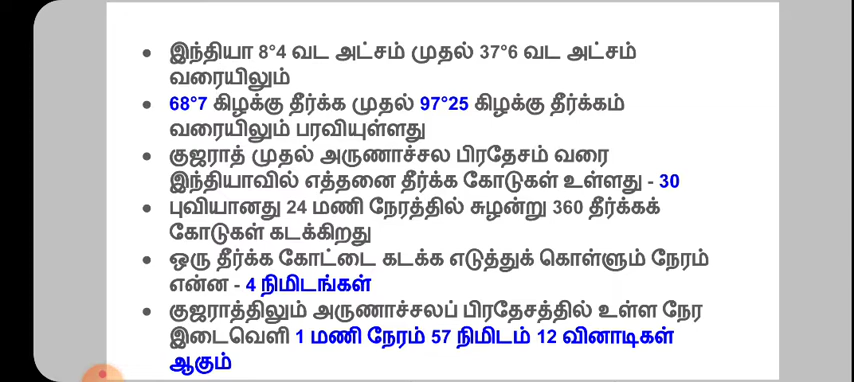 • இந்தியா 8°4 வட அட்சம் முதல் 37°6 வட அட்சம்
வரையிலும்
• 68°7 கிழக்கு தீர்க்க முதல் 97°25 கிழக்கு தீர்க்கம்
வரையிலும் பரவியுள்ளது
• குஜராத் முதல் அருணாச்சல பிரதேசம் வரை
இந்தியாவில் எத்தனை தீர்க்க கோடுகள் உள்ளது - 30
• புவியானது 24 மணி நேரத்தில் சுழன்று 360 தீர்க்கக்
கோடுகள் கடக்கிறது
• ஒரு தீர்க்க கோட்டை கடக்க எடுத்துக் கொள்ளும் நேரம்
என்ன - 4 நிமிடங்கள்
• குஜராத்திலும் அருணாச்சலப் பிரதேசத்தில் உள்ள நேர
இடைவெளி 1 மணி நேரம் 57 நிமிடம் 12 வினாடிகள்
ஆகும்